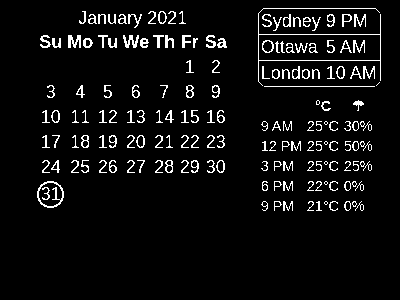 January 2021
Su Mo Tu We Th Fr Sa
1 2
3 4 5 6 7 8 9
10 11 12 13 14 15 16
17 18 19 20 21 22 23
24 25 26 27 28 29 30
31
Sydney 9 PM
Ottawa 5 AM
London 10 AM
°C
9 AM 25°C 30%
12 PM 25°C 50%
3 PM 25°C 25%
6 PM 22°C 0%
9 PM 21°C 0%